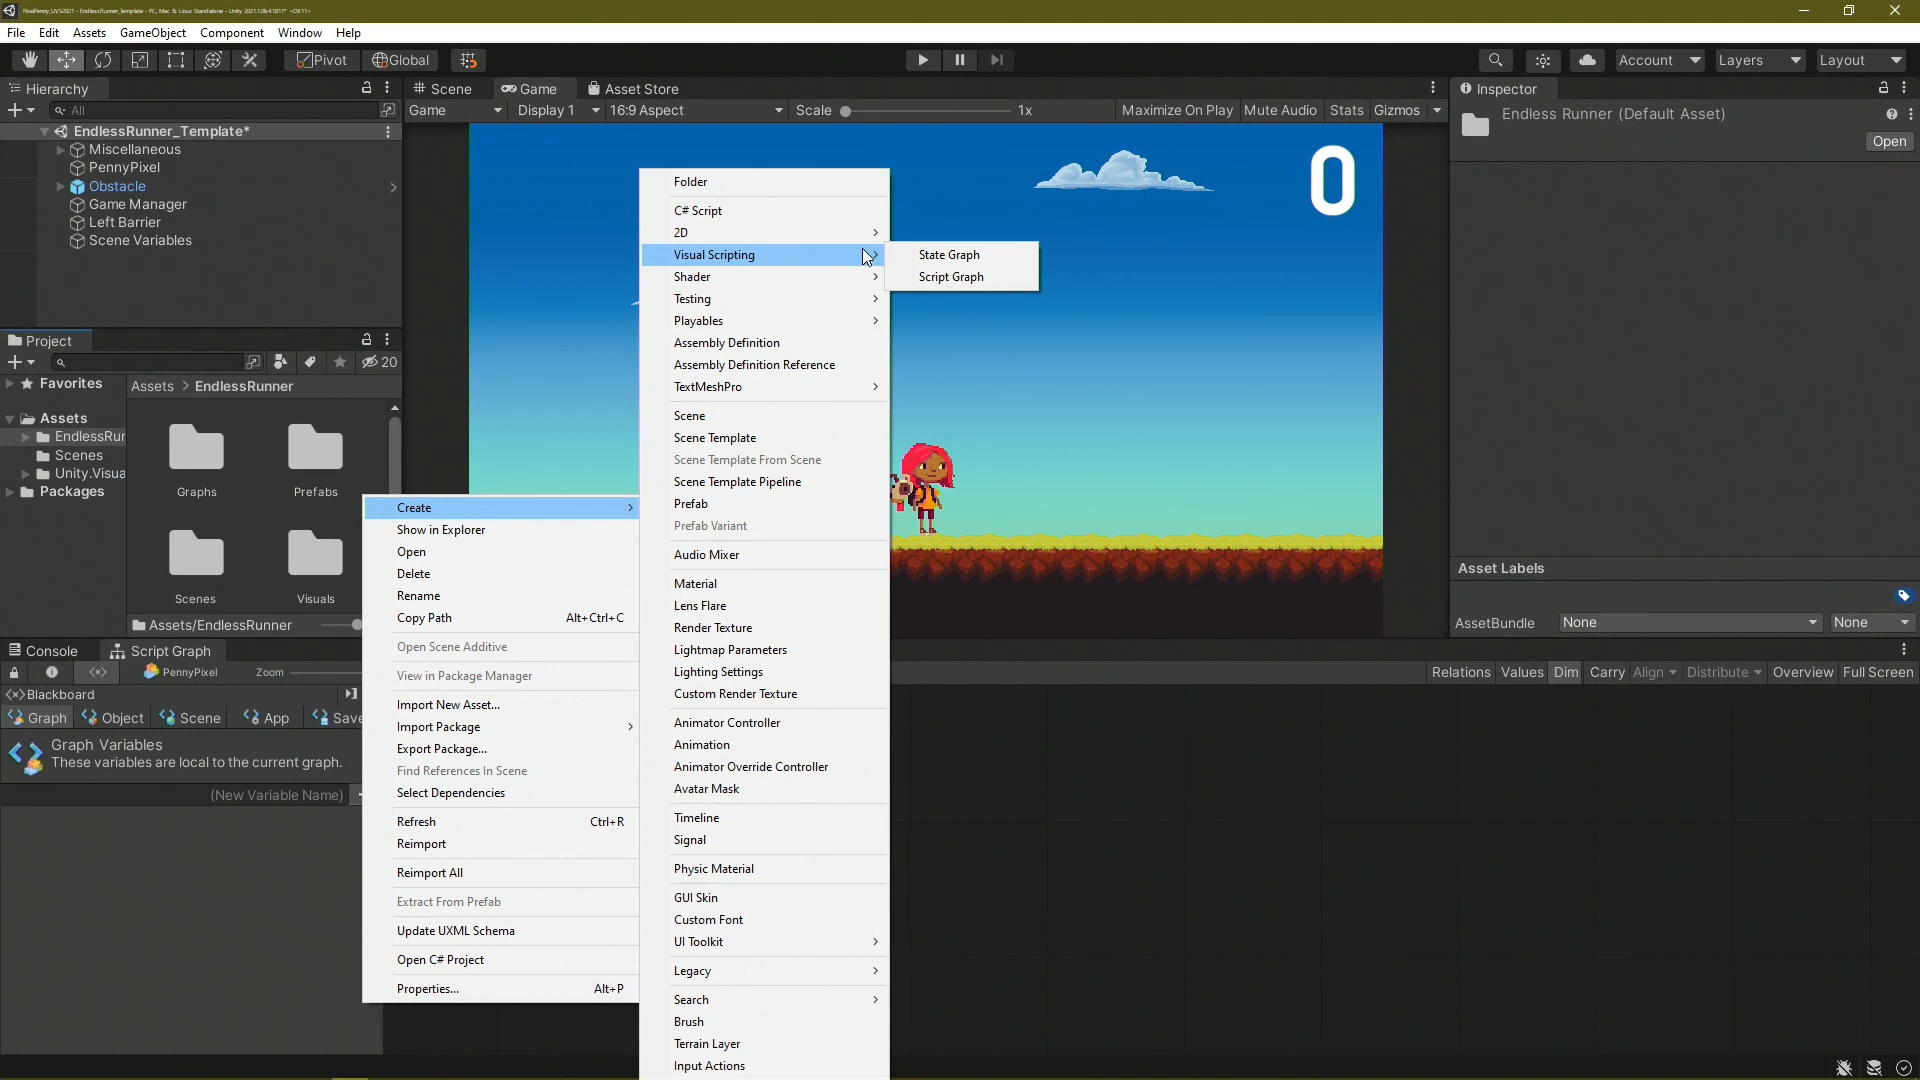 PixelPenny_UVS2021 - EndlessRunner_Template - PC, Mac & Linux Standalone - Unity <DX11>
File Edit Assets GameObject Component Window Help
Pivot Global Account Layers Layout
Hierarchy
All
EndlessRunner_Template*
Miscellaneous
PennyPixel
Obstacle
Game Manager
Left Barrier
Scene Variables
Scene Game Asset Store
Game Display 1 16:9 Aspect Scale 1x Maximize On Play Mute Audio Stats Gizmos
0
Inspector
Endless Runner (Default Asset)
Open
Asset Labels
AssetBundle None None
Project
20
Favorites
Assets
EndlessRur
Scenes
Unity.Visua
Packages
Assets > EndlessRunner
Graphs
Prefabs
Scenes
Visuals
Assets/EndlessRunner
Create
Show in Explorer
Open
Delete
Rename
Copy Path Alt+Ctrl+C
Open Scene Additive
View in Package Manager
Import New Asset...
Import Package
Export Package...
Find References In Scene
Select Dependencies
Refresh Ctrl+R
Reimport
Reimport All
Extract From Prefab
Update UXML Schema
Open C# Project
Properties... Alt+P
Folder
C# Script
2D
Visual Scripting
Shader
Testing
Playables
Assembly Definition
Assembly Definition Reference
TextMeshPro
Scene
Scene Template
Scene Template From Scene
Scene Template Pipeline
Prefab
Prefab Variant
Audio Mixer
Material
Lens Flare
Render Texture
Lightmap Parameters
Lighting Settings
Custom Render Texture
Animator Controller
Animation
Animator Override Controller
Avatar Mask
Timeline
Signal
Physic Material
GUI Skin
Custom Font
UI Toolkit
Legacy
Search
Brush
Terrain Layer
Input Actions
State Graph
Script Graph
Console Script Graph
PennyPixel Zoom
Relations Values Dim Carry Align Distribute Overview Full Screen
Blackboard
Graph Object Scene App Save
Graph Variables
These variables are local to the current graph.
(New Variable Name)